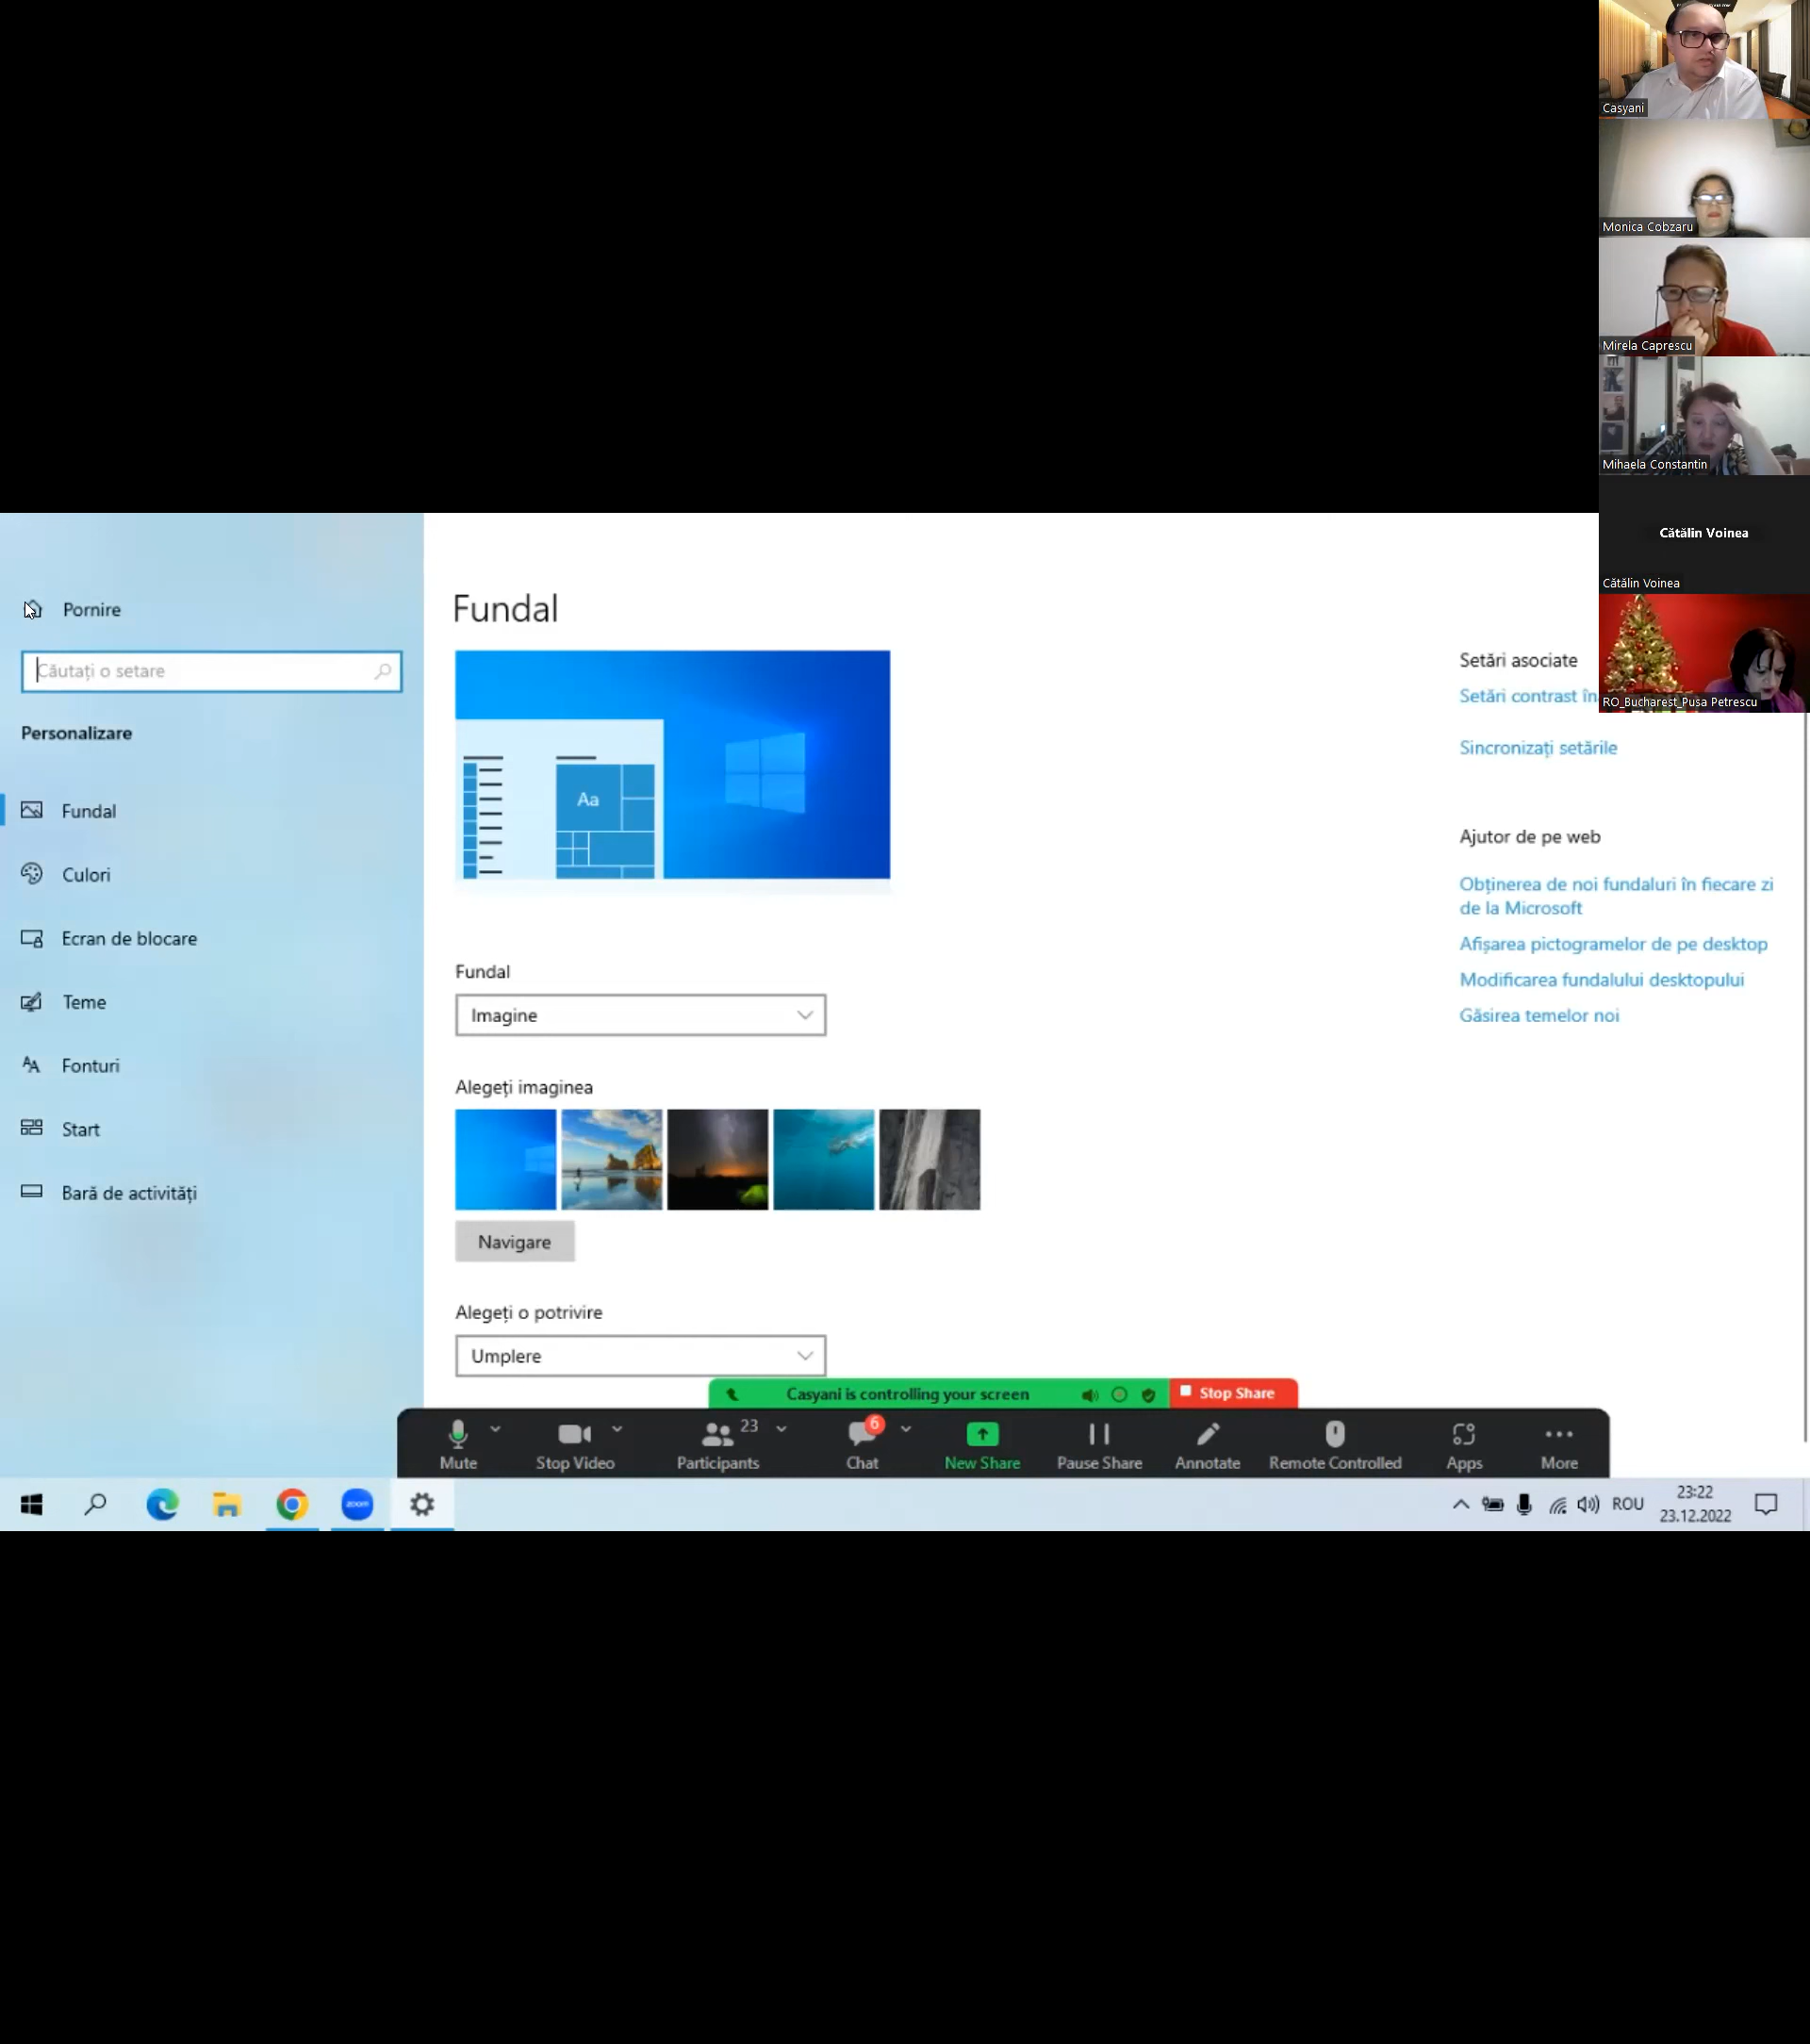 Casyani
Monica Cobzaru
Mirela Caprescu
Mihaela Constantin
Cătălin Voinea
Cătălin Voinea
RO_Bucharest_Pusa Petrescu
Pornire
Căutați o setare
Personalizare
Fundal
Culori
Ecran de blocare
Teme
Fonturi
Start
Bară de activități
Fundal
Aa
Fundal
Imagine
Alegeți imaginea
Navigare
Alegeți o potrivire
Umplere
Setări asociate
Setări contrast în
Sincronizați setările
Ajutor de pe web
Obținerea de noi fundaluri în fiecare zi
de la Microsoft
Afișarea pictogramelor de pe desktop
Modificarea fundalului desktopului
Găsirea temelor noi
Casyani is controlling your screen
Stop Share
Mute
Stop Video
23
Participants
6
Chat
New Share
Pause Share
Annotate
Remote Controlled
Apps
More
zoom
ROU
23:22
23.12.2022